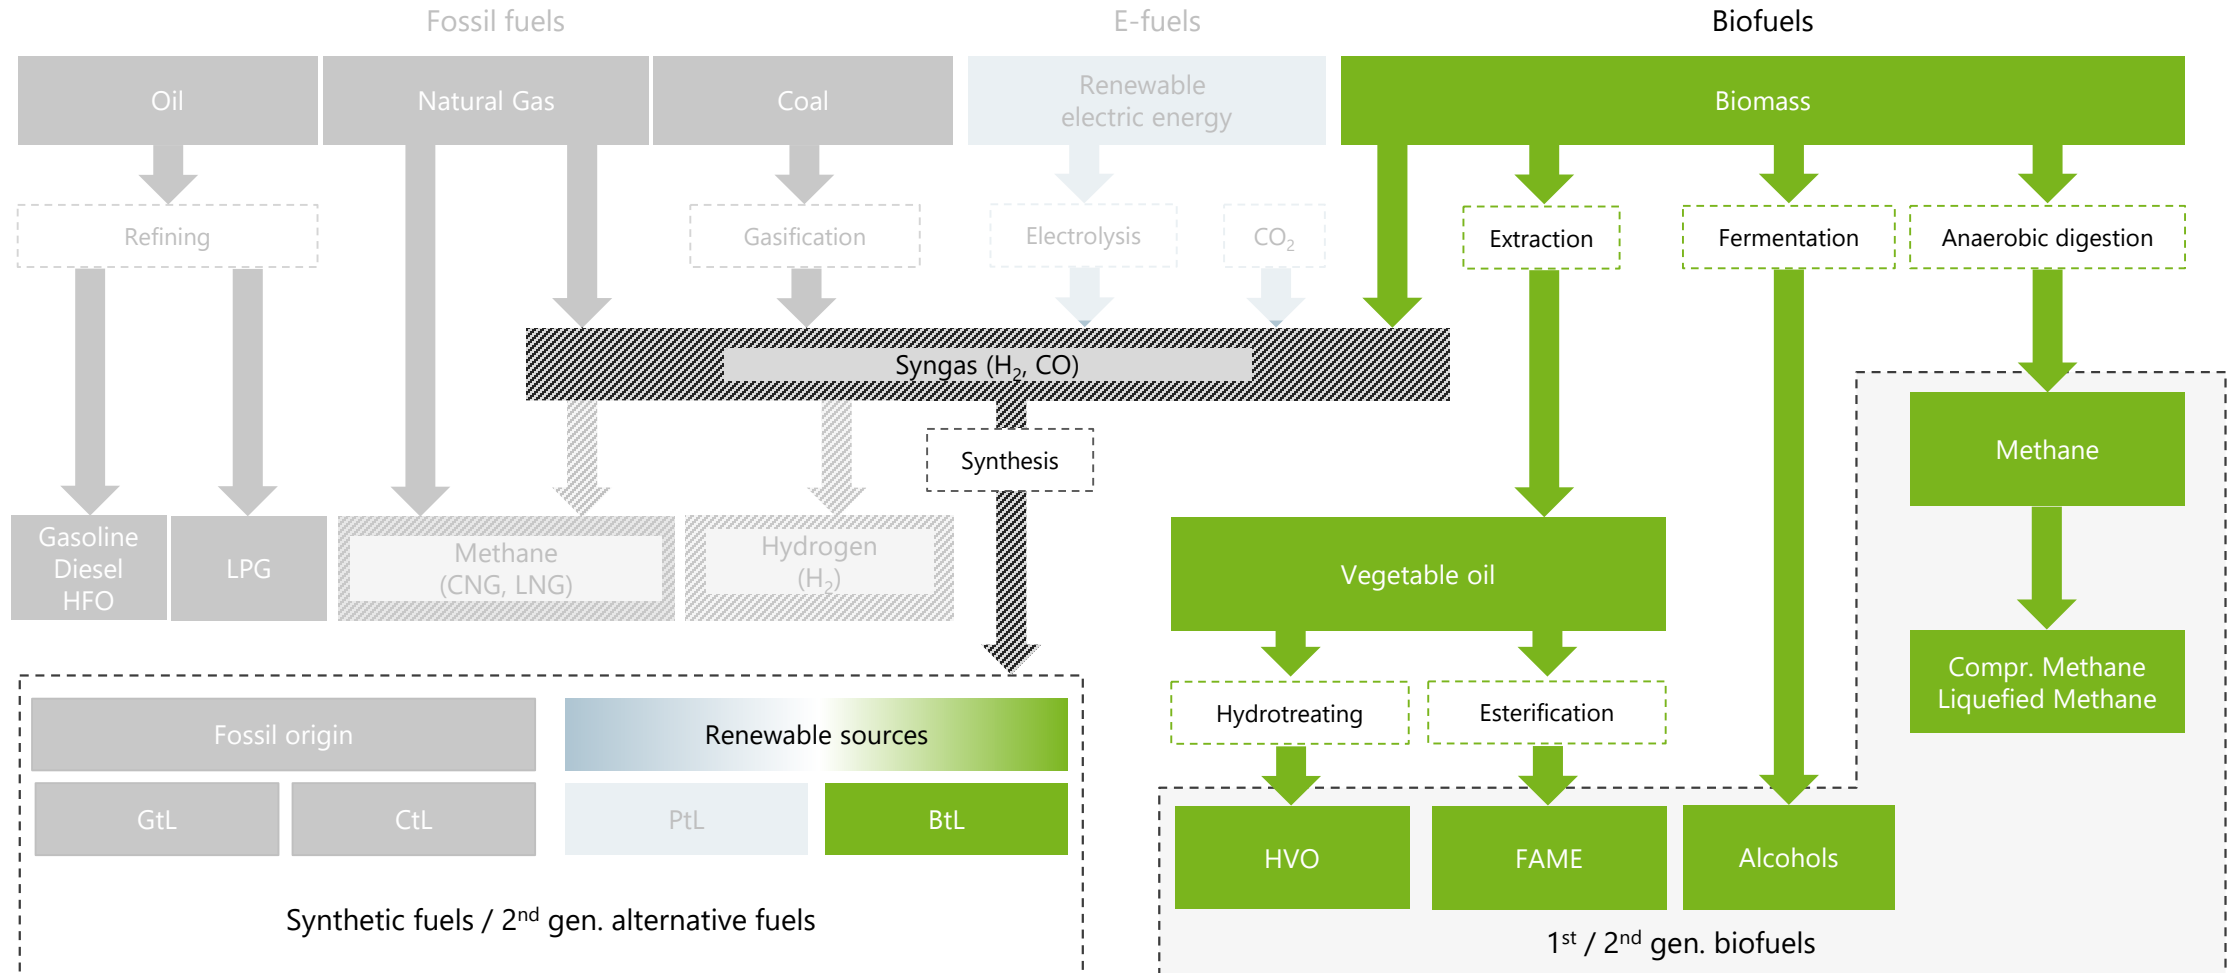 Fossil fuels
E-fuels
Biofuels
Oil
Natural Gas
Coal
Renewable
electric energy
Biomass
Refining
Gasification
Electrolysis
CO₂
Extraction
Fermentation
Anaerobic digestion
Syngas (H₂, CO)
Synthesis
Methane
Gasoline
Diesel
HFO
LPG
Methane
(CNG, LNG)
Hydrogen
(H₂)
Vegetable oil
Compr. Methane
Liquefied Methane
Hydrotreating
Esterification
Fossil origin
Renewable sources
GtL
CtL
PtL
BtL
HVO
FAME
Alcohols
Synthetic fuels / 2nd gen. alternative fuels
1st / 2nd gen. biofuels